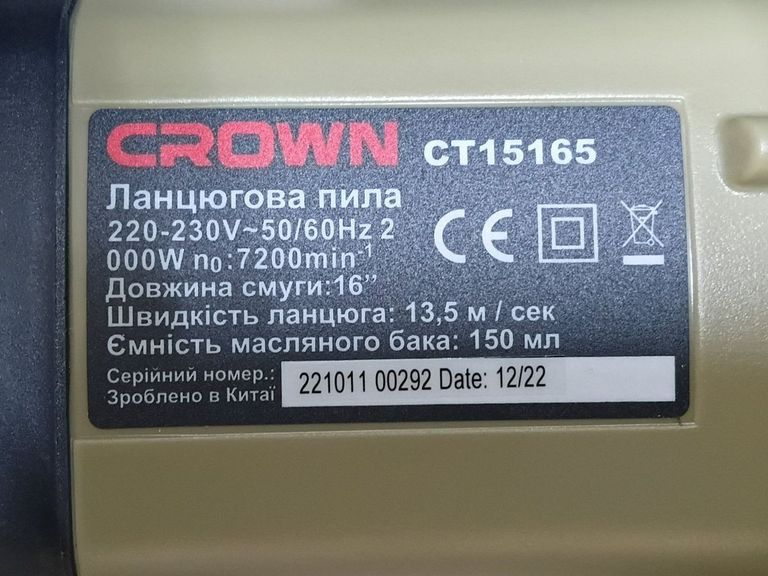 CROWN CT15165
Ланцюгова пила
220-230V~50/60Hz 2
000W n₀:7200min⁻¹
Довжина смуги:16”
Швидкість ланцюга: 13,5 м / сек
Ємність масляного бака: 150 мл
Серійний номер.: 221011 00292 Date: 12/22
Зроблено в Китаї
CE